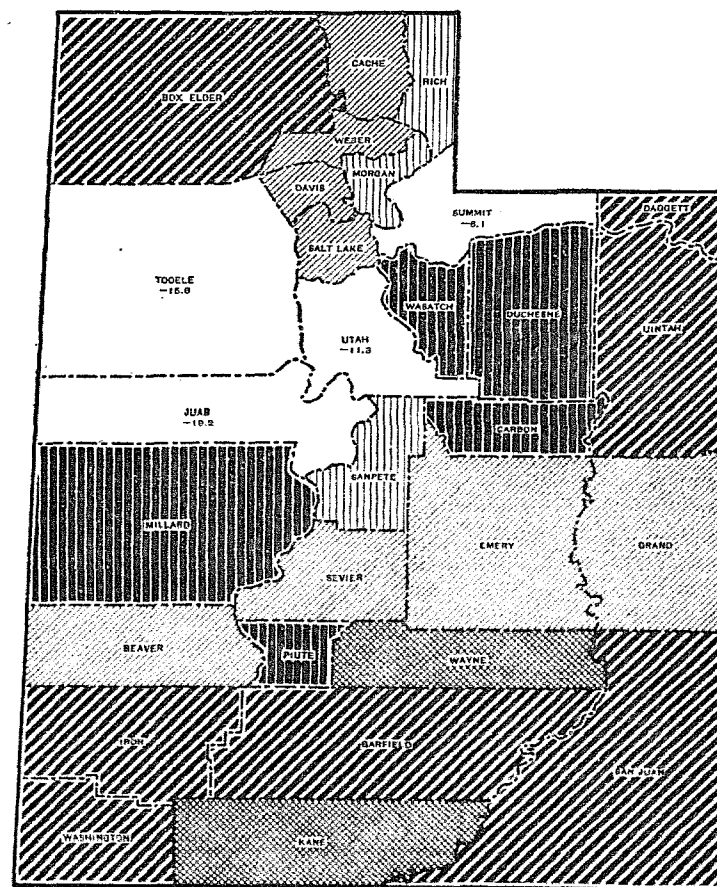 CACHE
RICH
BOX ELDER
WEBER
MORGAN
DAVIS
DAGGETT
SUMMIT
—6.1
SALT LAKE
TOOELE
—15.8
WASATCH
DUCHESNE
UINTAH
UTAH
—11.3
JUAB
—19.2
CARBON
SANPETE
MILLARD
EMERY
GRAND
SEVIER
BEAVER
PIUTE
WAYNE
IRON
GARFIELD
SAN JUAN
WASHINGTON
KANE